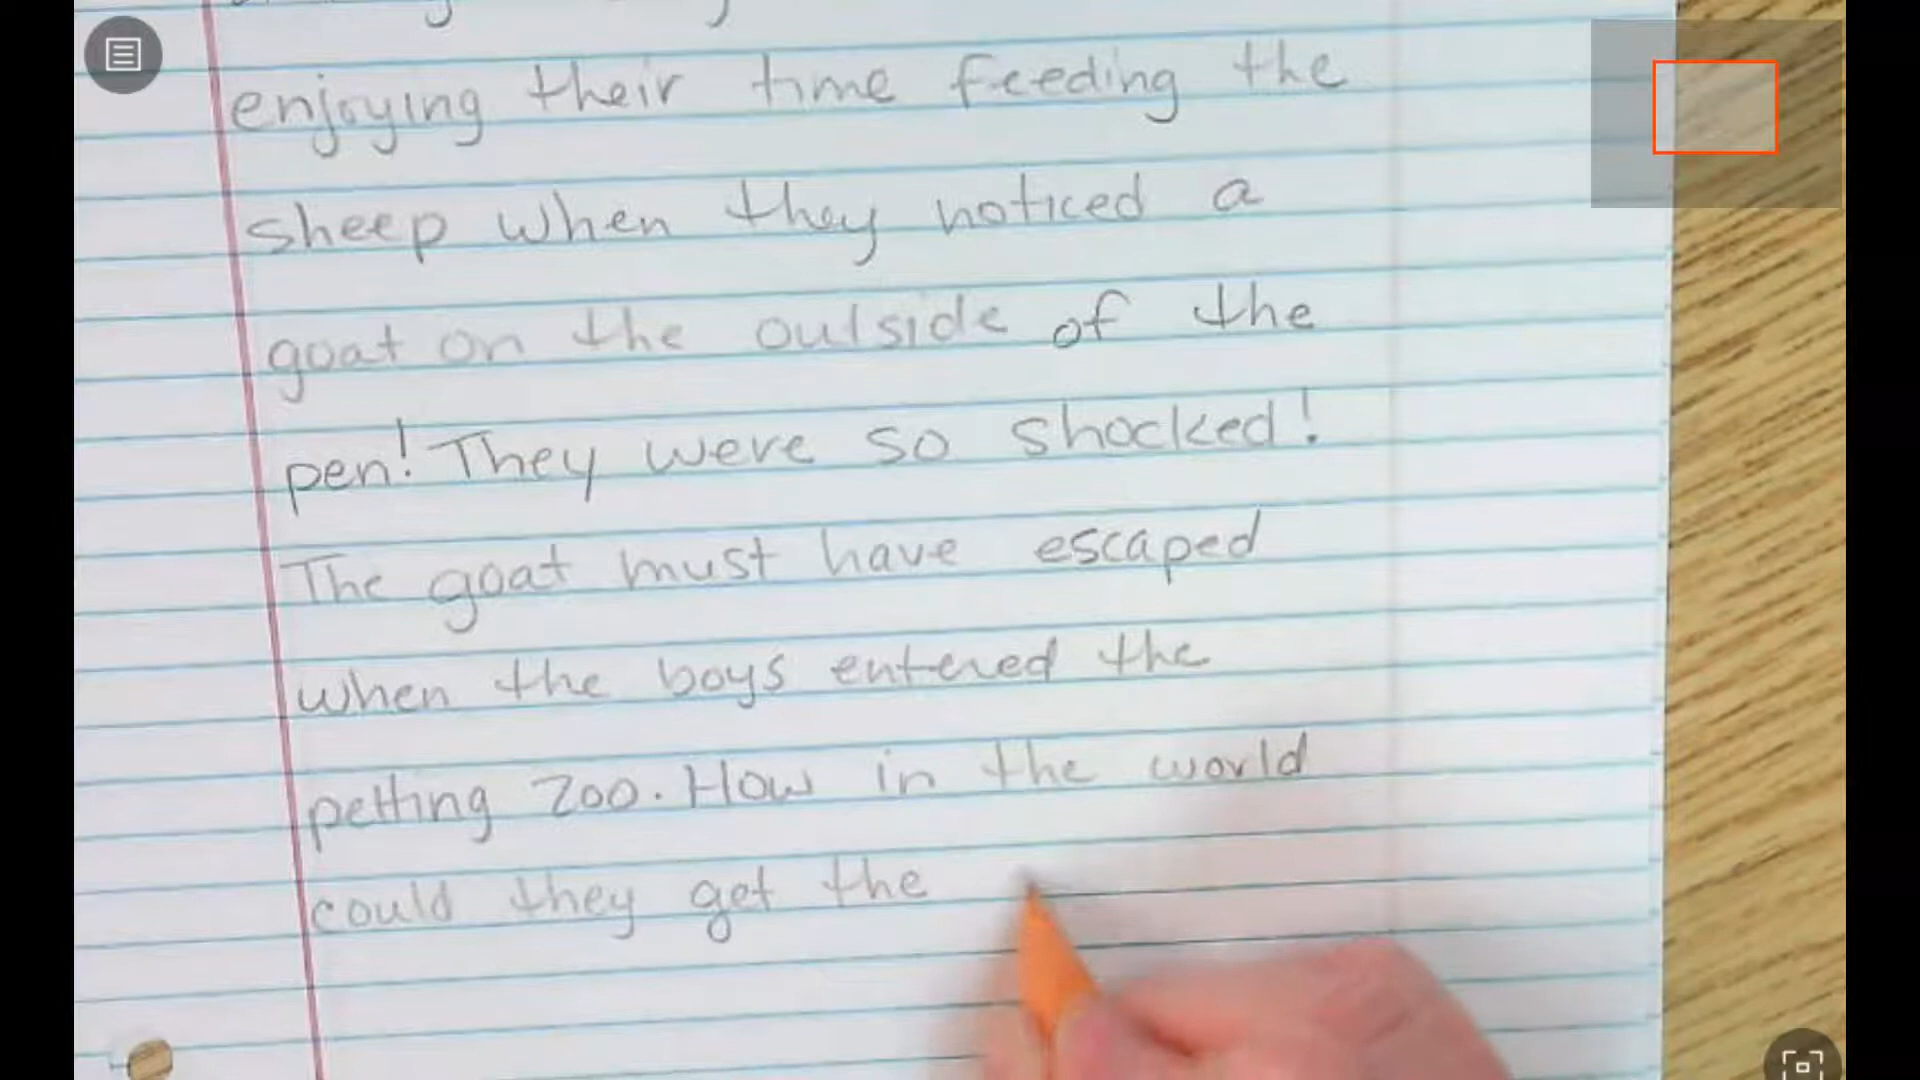 enjoying their time feeding the
sheep when they noticed a
goat on the outside of the
pen! They were so shocked!
The goat must have escaped
when the boys entered the
petting zoo. How in the world
could they get the